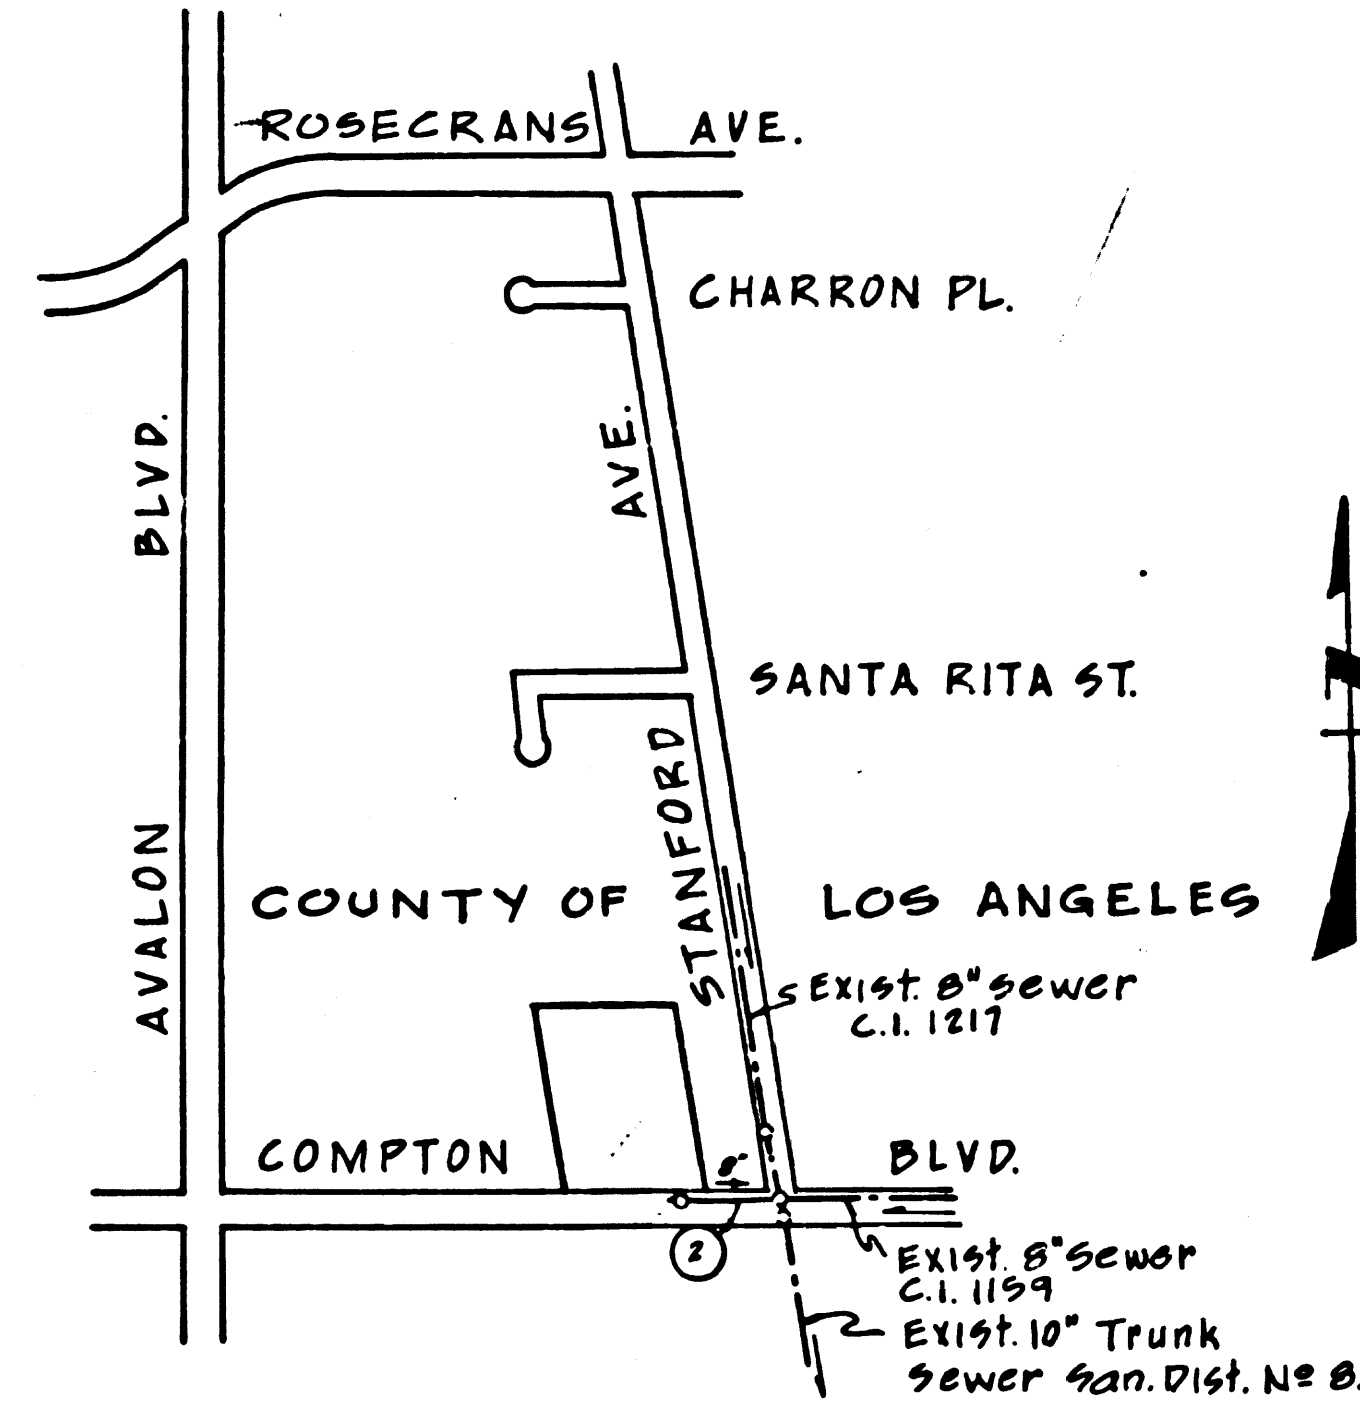 ROSECRANS AVE.
CHARRON PL.
AVE.
BLVD.
SANTA RITA ST.
STANFORD
AVALON
COUNTY OF LOS ANGELES
Exist. 8" Sewer
C.I. 1217
COMPTON BLVD.
8"
2
Exist. 8" Sewer
C.I. 1159
Exist. 10" Trunk
Sewer San. Dist. Nº 8.